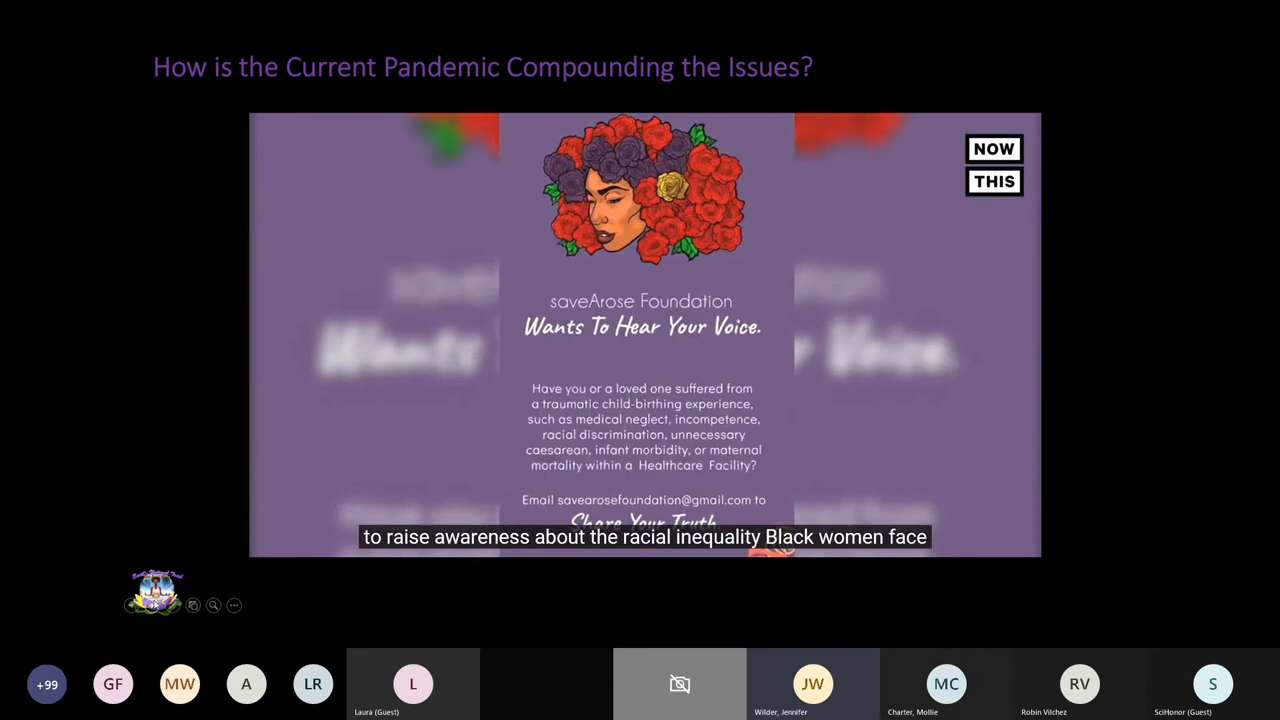 How is the Current Pandemic Compounding the Issues?
NOW
THIS
saveArose Foundation
Wants To Hear Your Voice.
Have you or a loved one suffered from
a traumatic child-birthing experience,
such as medical neglect, incompetence,
racial discrimination, unnecessary
caesarean, infant morbidity, or maternal
mortality within a Healthcare Facility?
Email savearosefoundation@gmail.com to
Share Your Truth.
to raise awareness about the racial inequality Black women face
+99
GF
MW
A
LR
L
JW
MC
RV
S
Laura (Guest)
Wilder, Jennifer
Charter, Mollie
Robin Vilchez
SciHonor (Guest)